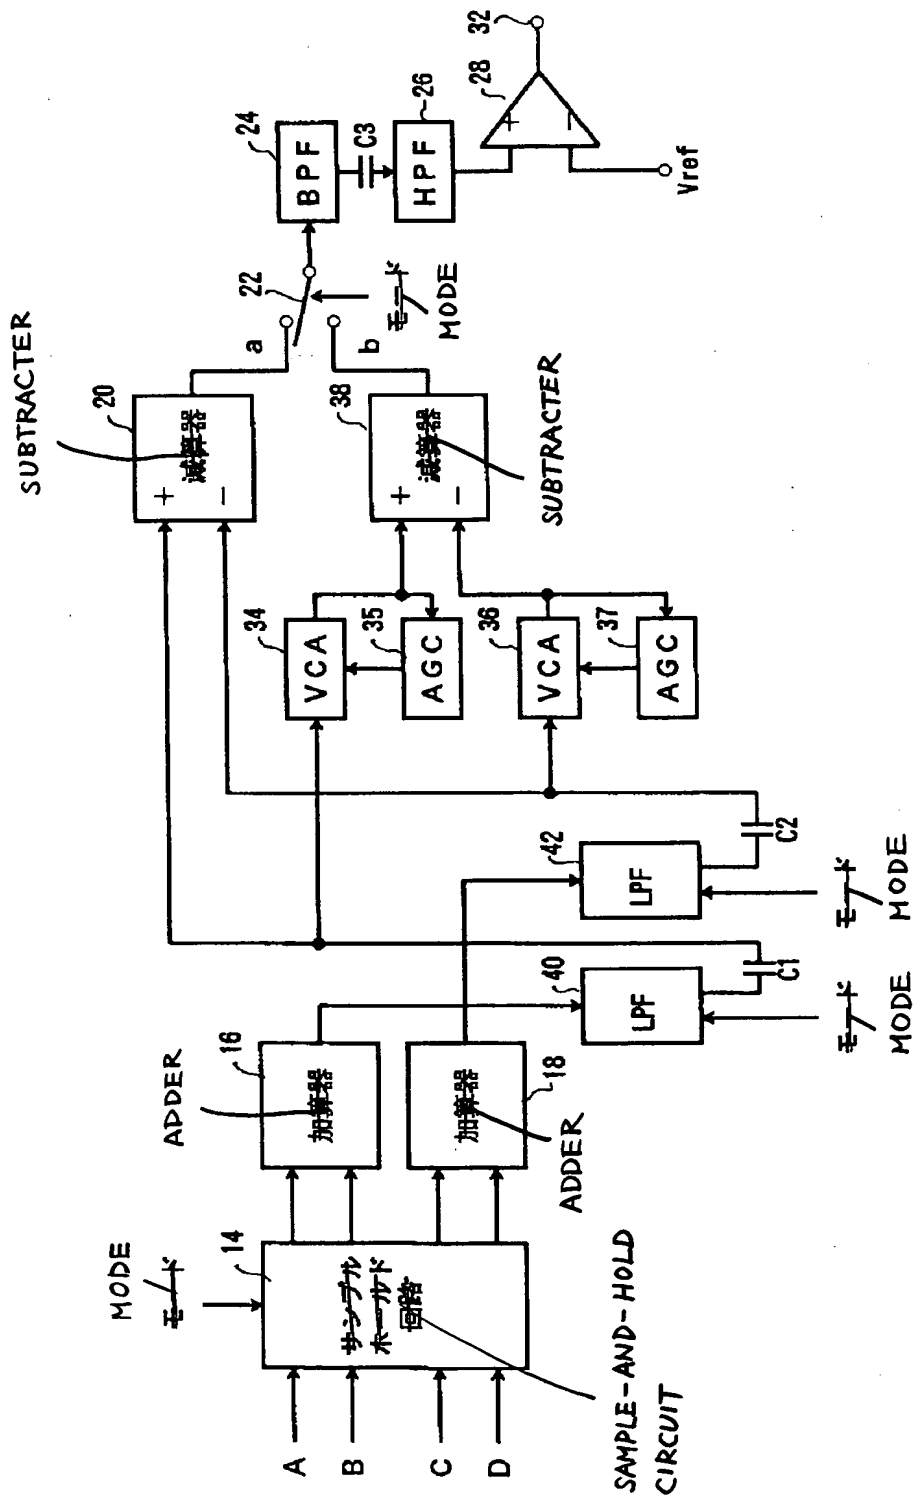 A
B
C
D
MODE
モード
14
サンプル
ホールド
回路
SAMPLE-AND-HOLD
CIRCUIT
ADDER
16
加算器
18
加算器
ADDER
40
LPF
C1
モード
MODE
42
LPF
C2
モード
MODE
34
VCA
35
AGC
36
VCA
37
AGC
SUBTRACTER
20
減算器
+
−
38
減算器
+
−
SUBTRACTER
a
b
22
モード
MODE
24
BPF
C3
26
HPF
28
+
−
32
Vref